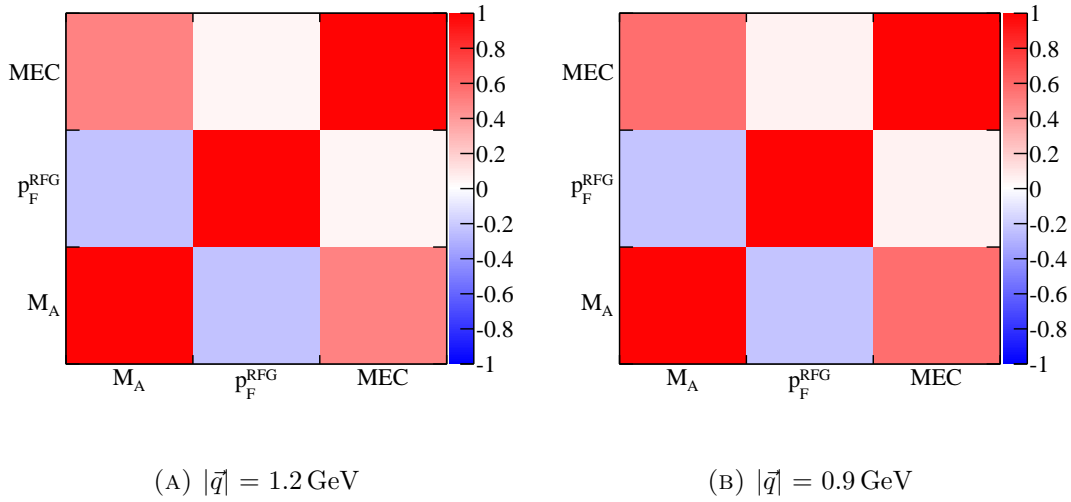 MEC
p_F^RFG
M_A
M_A
p_F^RFG
MEC
1
0.8
0.6
0.4
0.2
0
-0.2
-0.4
-0.6
-0.8
-1
(A) |q⃗| = 1.2 GeV
MEC
p_F^RFG
M_A
M_A
p_F^RFG
MEC
1
0.8
0.6
0.4
0.2
0
-0.2
-0.4
-0.6
-0.8
-1
(B) |q⃗| = 0.9 GeV